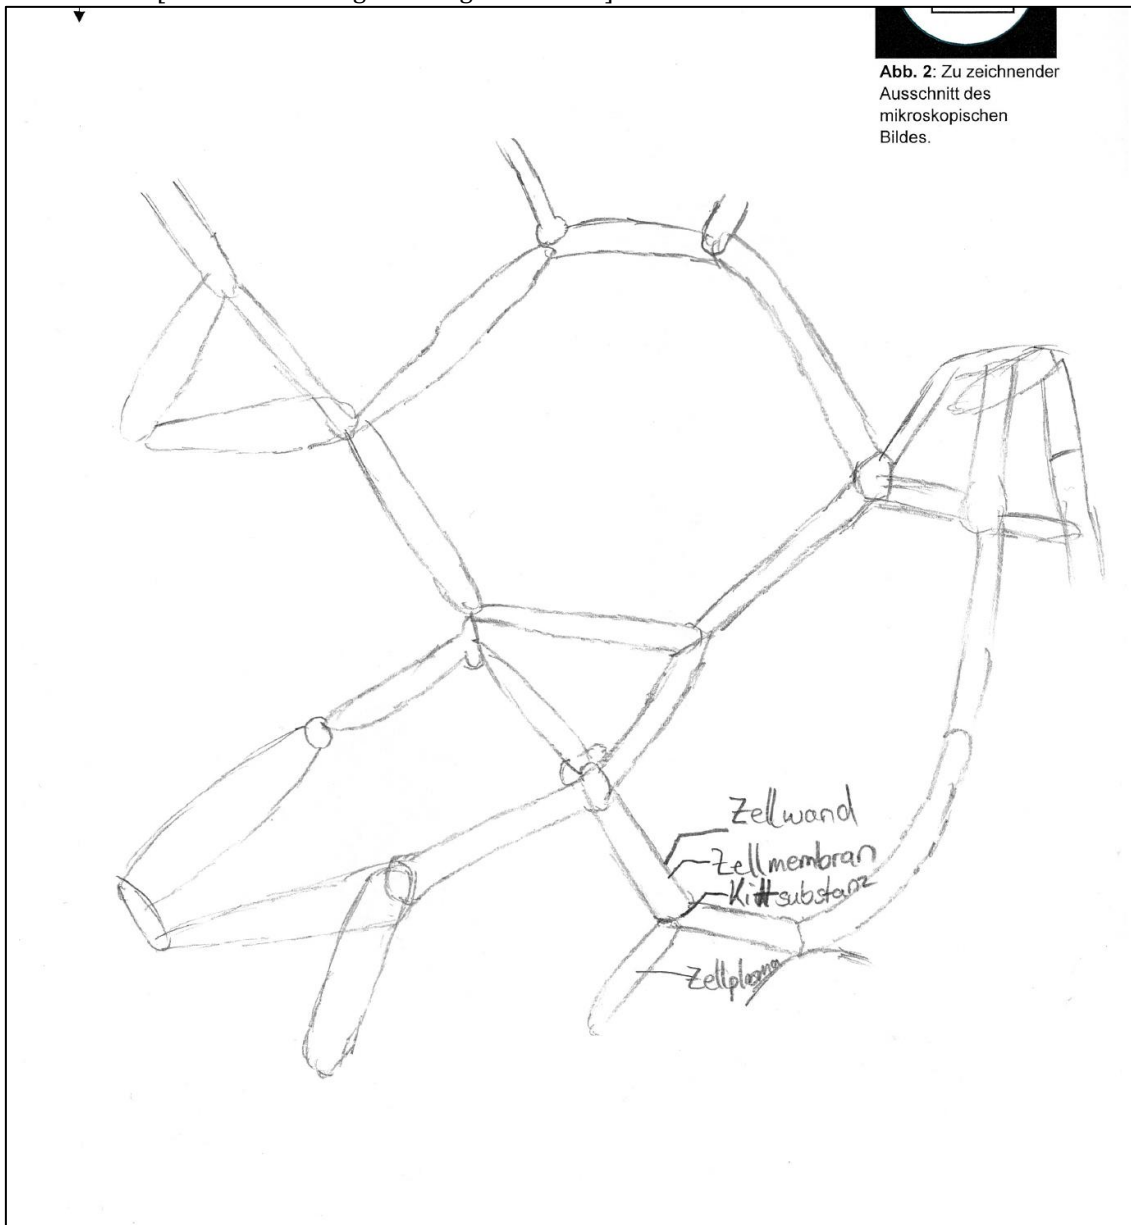 Abb. 2: Zu zeichnender
Ausschnitt des
mikroskopischen
Bildes.
Zellwand
Zellmembran
Kittsubstanz
Zellplasma